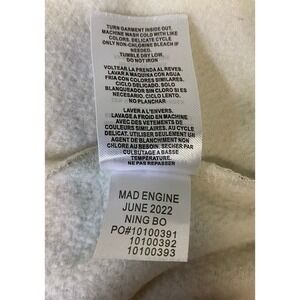 TURN GARMENT INSIDE OUT.
MACHINE WASH COLD WITH LIKE
COLORS. DELICATE CYCLE
ONLY NON-CHLORINE BLEACH IF
NEEDED.
TUMBLE DRY LOW,
DO NOT IRON
VOLTEAR LA PRENDA AL REVES,
LAVAR A MAQUINA CON AGUA
FRIA CON COLORES SIMILARES,
CICLO DELICADO, SOLO
BLANQUEADOR SIN CLORO SI ES
NECESARIO, CICLO LENTO,
NO PLANCHAR
LAVER A L'ENVERS.
LAVAGE A FROID EN MACHINE
AVEC DES VETEMENTS DE
COULEURS SIMILAIRES, AU CYCLE
DELICAT. UTILISER SEULEMENT UN
AGENT DE BLANCHIMENT NON
CHLORE AU BESOIN. SECHER PAR
CULBUTAGE A BASSE
TEMPERATURE.
NE PAS REPASSER
MAD ENGINE
JUNE 2022
NING BO
PO#10100391
10100392
10100393